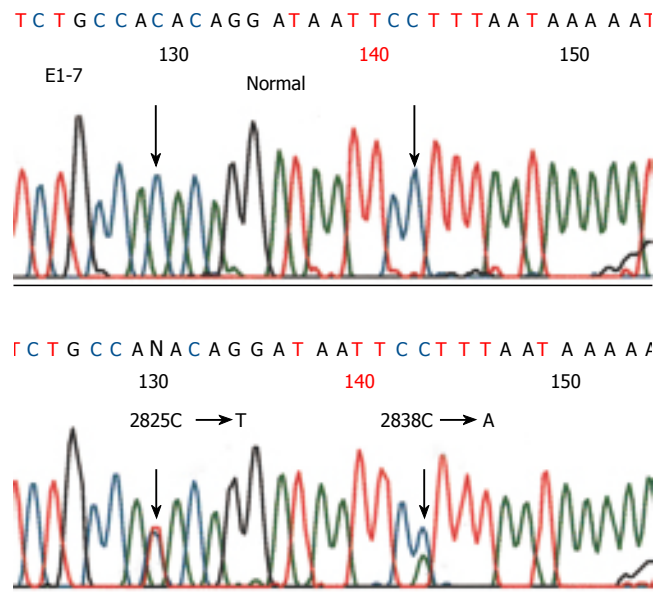 T C T G C C A C A C A G G A T A A T T C C T T T A A T A A A A A T
130 140 150
E1-7 Normal
T C T G C C A N A C A G G A T A A T T C C T T T A A T A A A A A
130 140 150
2825C T 2838C A